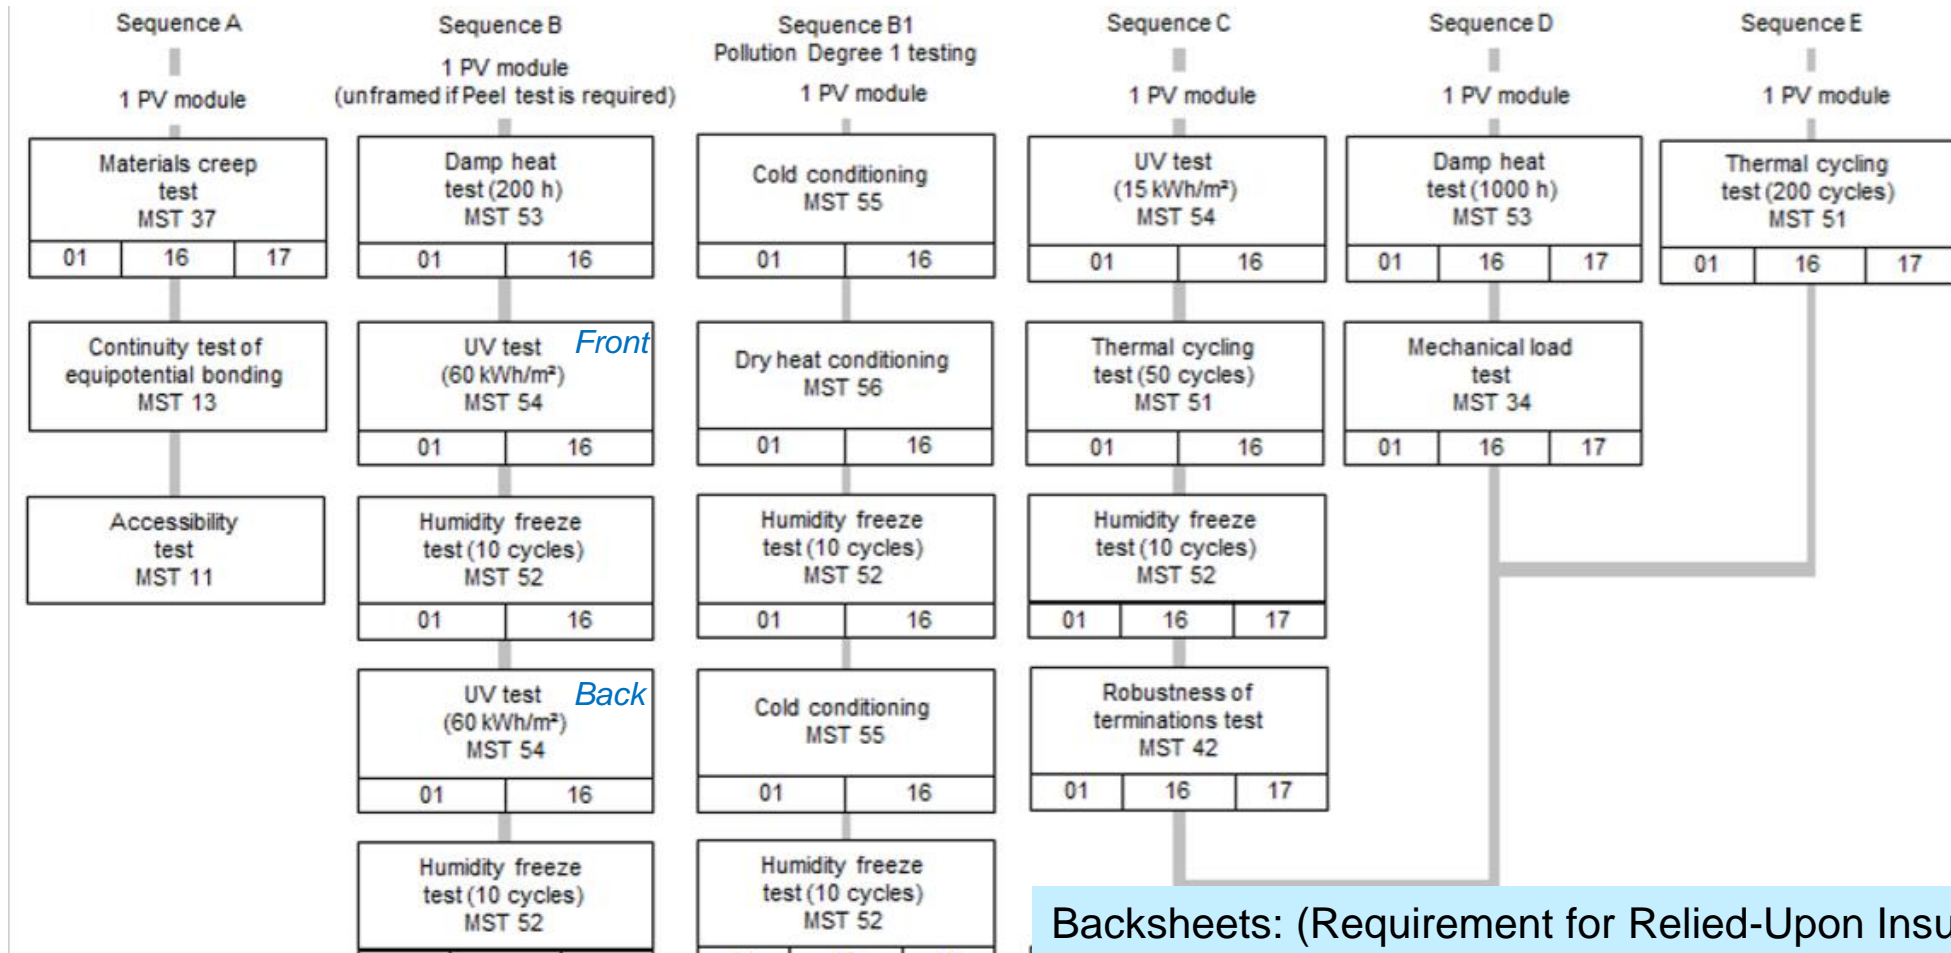 Sequence A
1 PV module
Materials creep
test
MST 37
01 16 17
Continuity test of
equipotential bonding
MST 13
Accessibility
test
MST 11
Sequence B
1 PV module
(unframed if Peel test is required)
Damp heat
test (200 h)
MST 53
01 16
UV test
(60 kWh/m²)
MST 54
Front
01 16
Humidity freeze
test (10 cycles)
MST 52
01 16
UV test
(60 kWh/m²)
MST 54
Back
01 16
Humidity freeze
test (10 cycles)
MST 52
Sequence B1
Pollution Degree 1 testing
1 PV module
Cold conditioning
MST 55
01 16
Dry heat conditioning
MST 56
01 16
Humidity freeze
test (10 cycles)
MST 52
01 16
Cold conditioning
MST 55
01 16
Humidity freeze
test (10 cycles)
MST 52
Sequence C
1 PV module
UV test
(15 kWh/m²)
MST 54
01 16
Thermal cycling
test (50 cycles)
MST 51
01 16
Humidity freeze
test (10 cycles)
MST 52
01 16 17
Robustness of
terminations test
MST 42
01 16 17
Sequence D
1 PV module
Damp heat
test (1000 h)
MST 53
01 16 17
Mechanical load
test
MST 34
01 16 17
Sequence E
1 PV module
Thermal cycling
test (200 cycles)
MST 51
01 16 17
Backsheets: (Requirement for Relied-Upon Insu